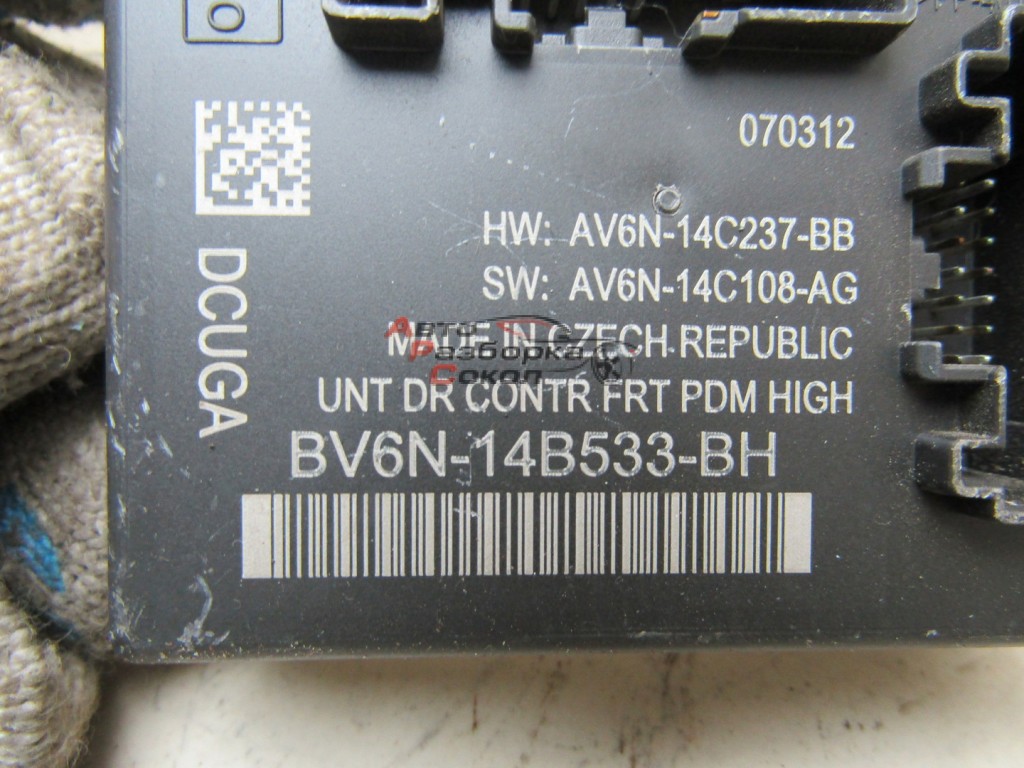 0
070312
HW: AV6N-14C237-BB
SW: AV6N-14C108-AG
MADE IN CZECH REPUBLIC
UNT DR CONTR FRT PDM HIGH
BV6N-14B533-BH
DCUGA
Авто
Разборка
Сокол